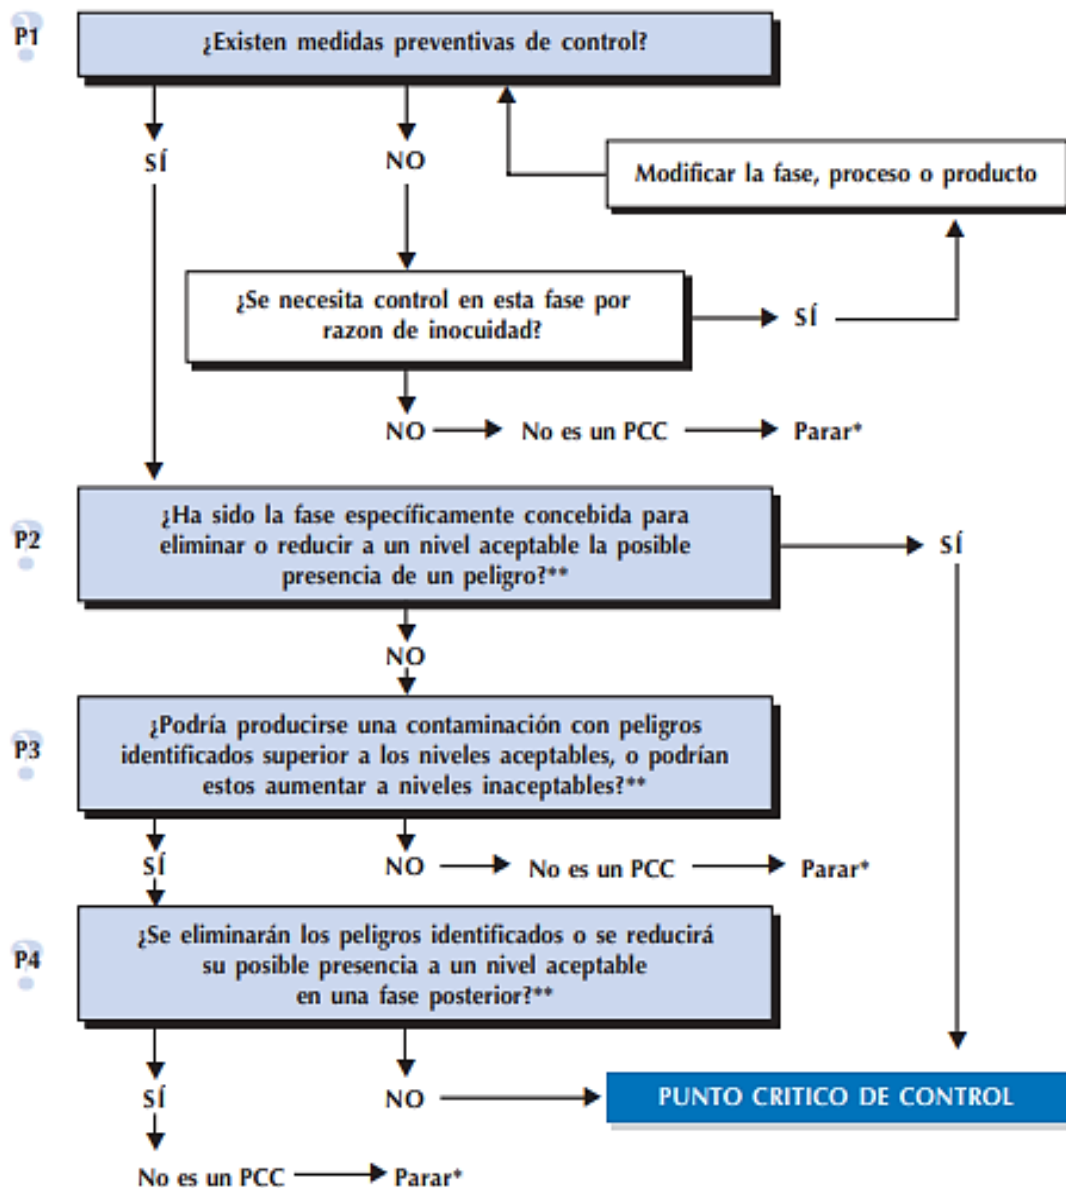 P1
¿Existen medidas preventivas de control?
SÍ
NO
Modificar la fase, proceso o producto
¿Se necesita control en esta fase por
razon de inocuidad?
SÍ
NO
No es un PCC
Parar*
P2
¿Ha sido la fase específicamente concebida para
eliminar o reducir a un nivel aceptable la posible
presencia de un peligro?**
SÍ
NO
P3
¿Podría producirse una contaminación con peligros
identificados superior a los niveles aceptables, o podrían
estos aumentar a niveles inaceptables?**
SÍ
NO
No es un PCC
Parar*
P4
¿Se eliminarán los peligros identificados o se reducirá
su posible presencia a un nivel aceptable
en una fase posterior?**
SÍ
NO
PUNTO CRITICO DE CONTROL
No es un PCC
Parar*